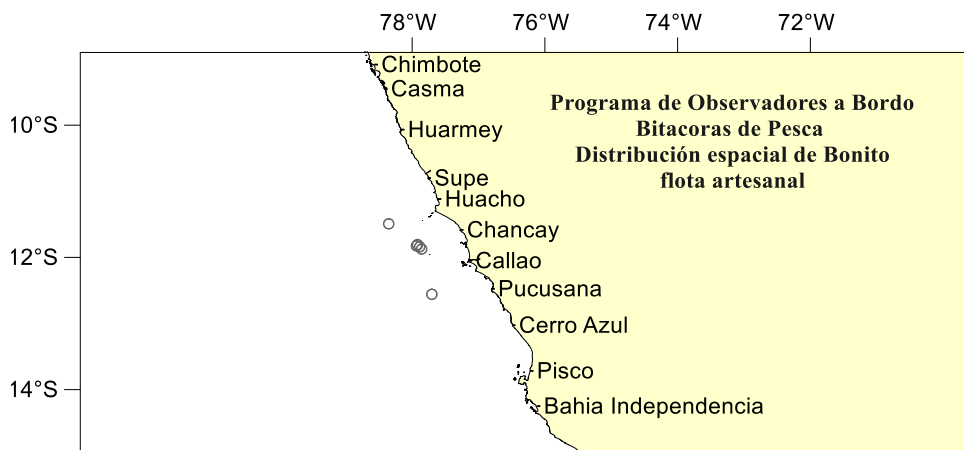 78°W 76°W 74°W 72°W
Chimbote
Casma
Programa de Observadores a Bordo
10°S
Huarmey
Bitacoras de Pesca
Distribución espacial de Bonito
flota artesanal
Supe
Huacho
Chancay
12°S
Callao
Pucusana
Cerro Azul
Pisco
14°S
Bahia Independencia